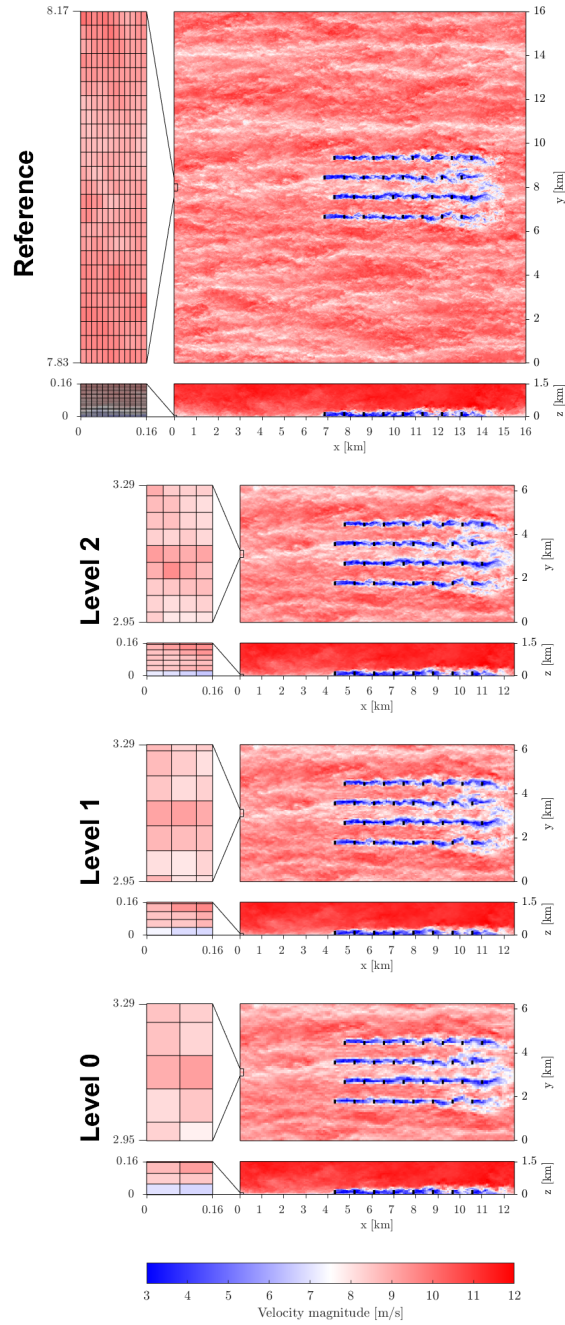 8.17
16
14
12
10
8
6
4
2
0
y [km]
Reference
7.83
0.16
0
1.5
0
z [km]
0
0.16
0 1 2 3 4 5 6 7 8 9 10 11 12 13 14 15 16
x [km]
Level 2
3.29
2.95
6
4
2
0
y [km]
0.16
0
1.5
0
z [km]
0
0.16
0 1 2 3 4 5 6 7 8 9 10 11 12
x [km]
Level 1
3.29
2.95
6
4
2
0
y [km]
0.16
0
1.5
0
z [km]
0
0.16
0 1 2 3 4 5 6 7 8 9 10 11 12
x [km]
Level 0
3.29
2.95
6
4
2
0
y [km]
0.16
0
1.5
0
z [km]
0
0.16
0 1 2 3 4 5 6 7 8 9 10 11 12
x [km]
3 4 5 6 7 8 9 10 11 12
Velocity magnitude [m/s]